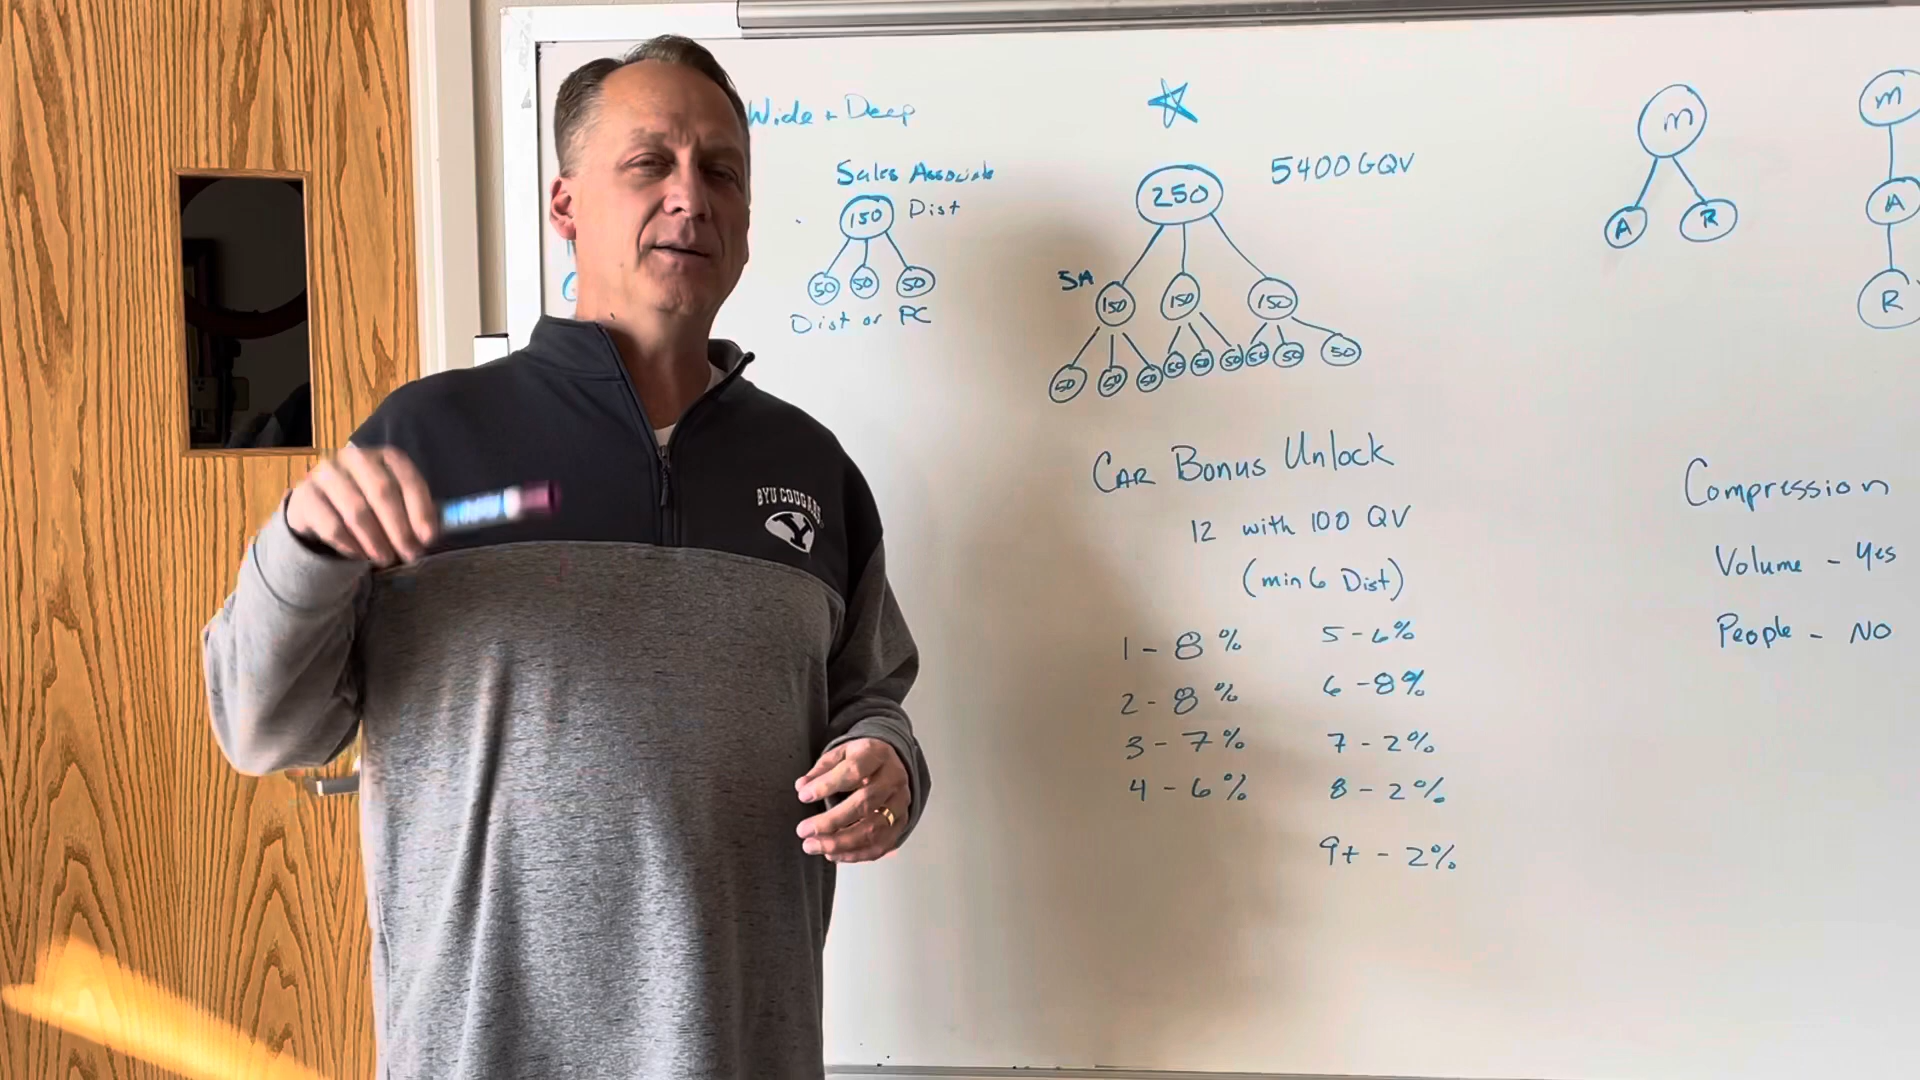 Wide + Deep
Sales Associate
150 Dist
50 50 50
Dist or PC
250
5400 GQV
SA
150 150 150
50 50 50 50 50 50 50 50 50
CAR Bonus Unlock
12 with 100 QV
(min 6 Dist)
1 - 8 %
2 - 8 %
3 - 7 %
4 - 6 %
5 - 6%
6 - 8%
7 - 2%
8 - 2%
9+ - 2%
m
A R
m
A
R
Compression
Volume - Yes
People - NO
BYU COUGARS
Y